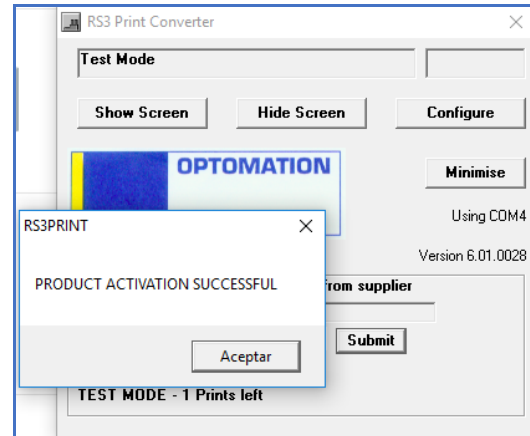 RS3 Print Converter
Test Mode
Show Screen
Hide Screen
Configure
OPTOMATION
Minimise
Using COM4
Version 6.01.0028
RS3PRINT
PRODUCT ACTIVATION SUCCESSFUL
Aceptar
from supplier
Submit
TEST MODE - 1 Prints left